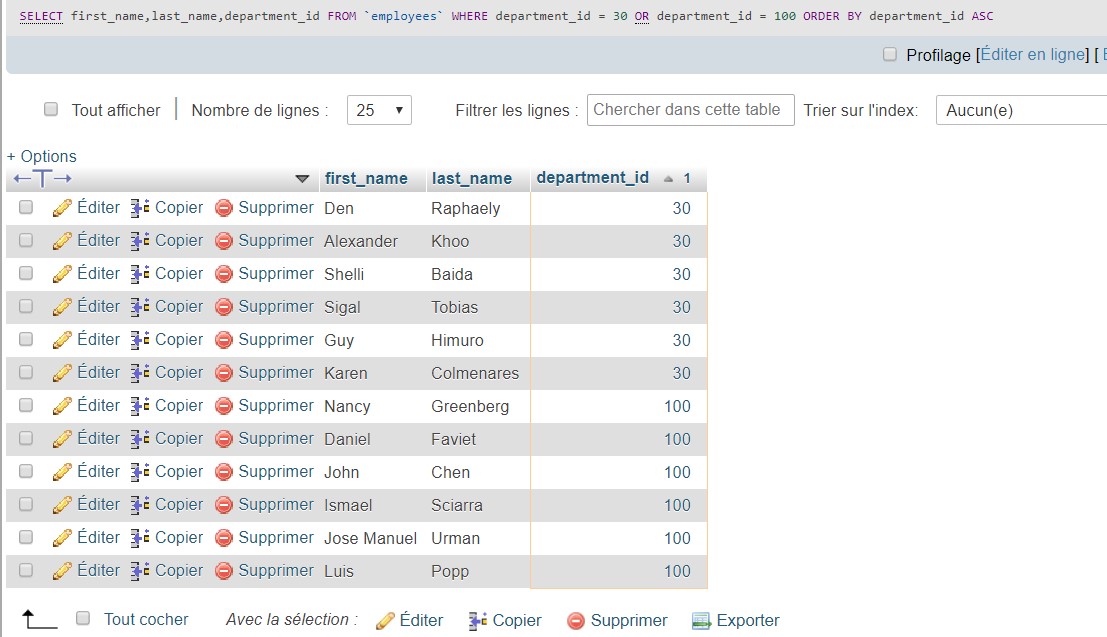 SELECT first_name,last_name,department_id FROM `employees` WHERE department_id = 30 OR department_id = 100 ORDER BY department_id ASC
Profilage [Éditer en ligne] [
Tout afficher Nombre de lignes : 25 Filtrer les lignes : Chercher dans cette table Trier sur l'index: Aucun(e)
+ Options
←T→ first_name last_name department_id 1
Éditer Copier Supprimer Den Raphaely 30
Éditer Copier Supprimer Alexander Khoo 30
Éditer Copier Supprimer Shelli Baida 30
Éditer Copier Supprimer Sigal Tobias 30
Éditer Copier Supprimer Guy Himuro 30
Éditer Copier Supprimer Karen Colmenares 30
Éditer Copier Supprimer Nancy Greenberg 100
Éditer Copier Supprimer Daniel Faviet 100
Éditer Copier Supprimer John Chen 100
Éditer Copier Supprimer Ismael Sciarra 100
Éditer Copier Supprimer Jose Manuel Urman 100
Éditer Copier Supprimer Luis Popp 100
Tout cocher Avec la sélection : Éditer Copier Supprimer Exporter